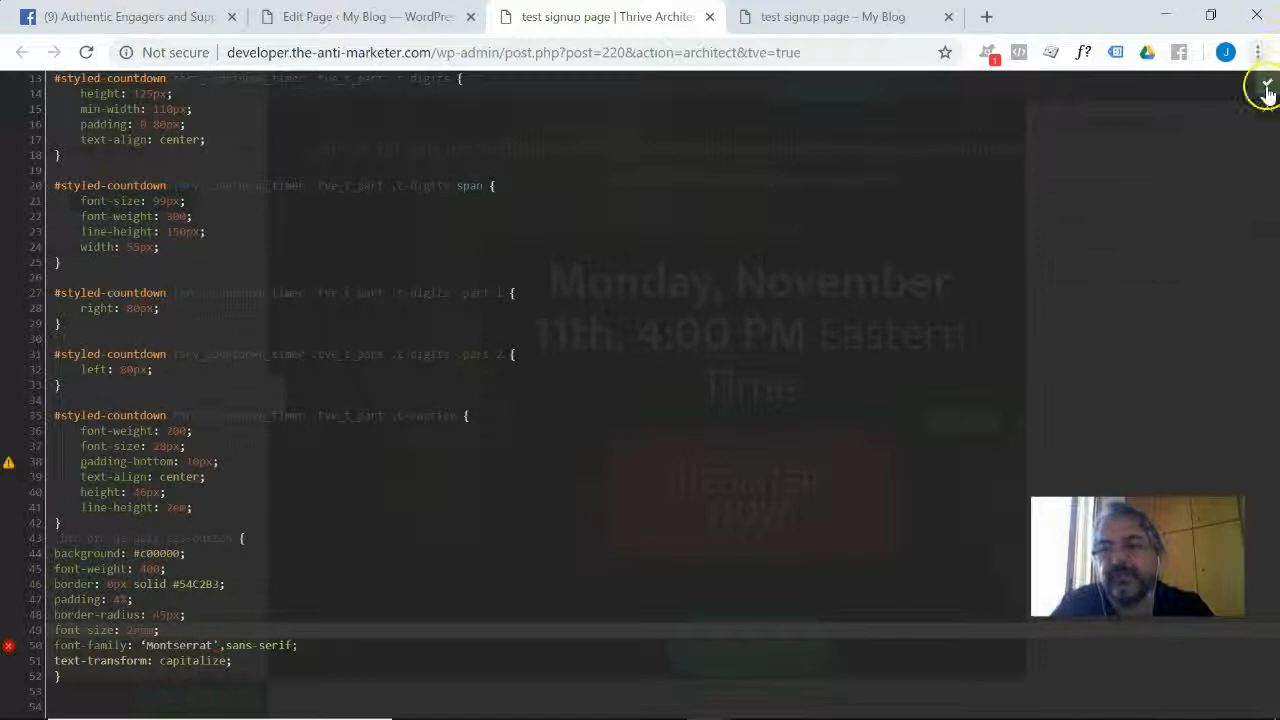 Authentic Engagers and Supp
Edit Page ‹ My Blog — WordPres
test signup page | Thrive Archite
test signup page – My Blog
Not secure
developer.the-anti-marketer.com/wp-admin/post.php?post=220&action=architect&tve=true
1
J
13 #styled-countdown {
14 height: 125px;
15 min-width: 110px;
16 padding: 0 80px;
17 text-align: center;
18 }
19
20 #styled-countdown .t-digits span {
21 font-size: 99px;
22 font-weight: 300;
23 line-height: 150px;
24 width: 55px;
25 }
26
27 #styled-countdown {
28 right: 80px;
29 }
30
31 #styled-countdown {
32 left: 80px;
33 }
34
35 #styled-countdown {
36 font-weight: 200;
37 font-size: 28px;
38 padding-bottom: 10px;
39 text-align: center;
40 height: 46px;
41 line-height: 2em;
42 }
43 {
44 background: #c00000;
45 font-weight: 400;
46 border: 0px solid #54C2B3;
47 padding: 4%;
48 border-radius: 45px;
49 font-size:
50 font-family: ‘Montserrat’,sans-serif;
51 text-transform: capitalize;
52 }
53
54
Monday, November
11th, 4:00 PM Eastern
Time
REGISTER
NOW